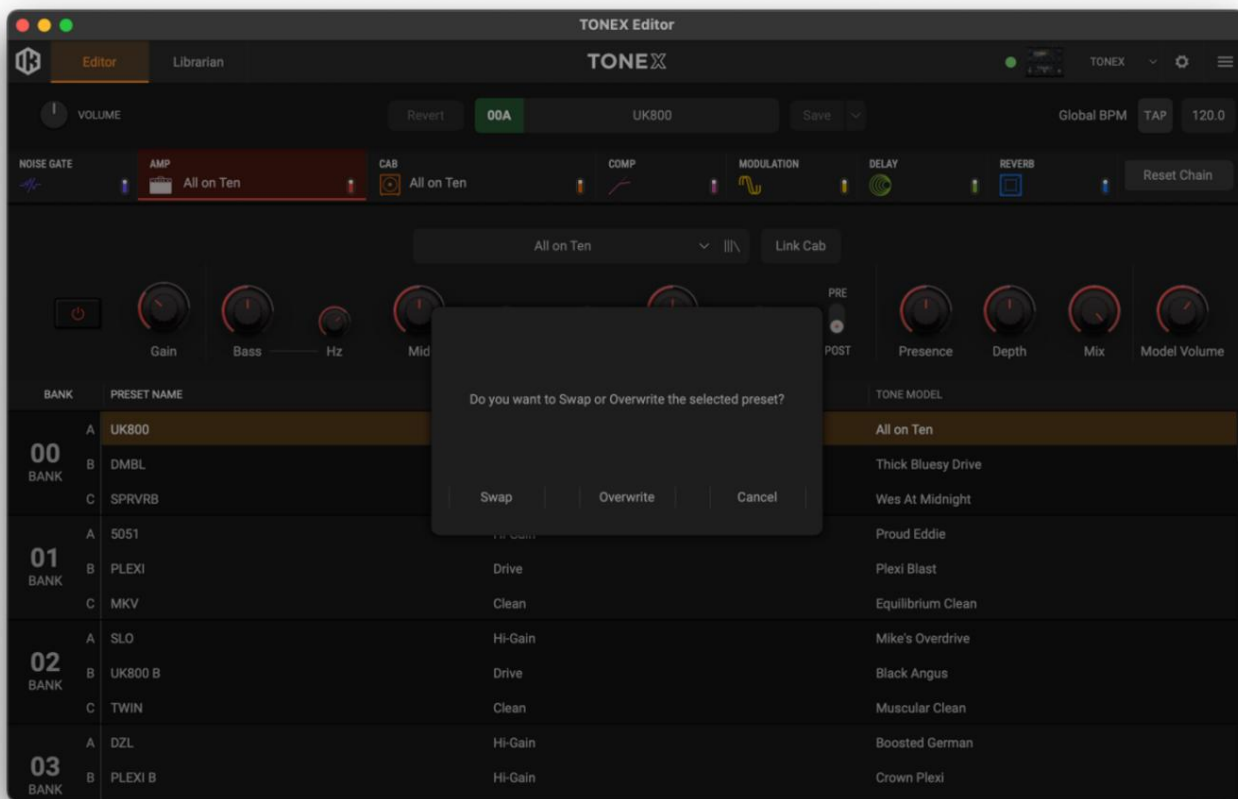 TONEX Editor
Editor
Librarian
TONEX
TONEX
VOLUME
Revert
00A
UK800
Save
Global BPM
TAP
120.0
NOISE GATE
AMP
All on Ten
CAB
All on Ten
COMP
MODULATION
DELAY
REVERB
Reset Chain
All on Ten
Link Cab
Gain
Bass
Hz
Mid
PRE
POST
Presence
Depth
Mix
Model Volume
Do you want to Swap or Overwrite the selected preset?
Swap
Overwrite
Cancel
BANK PRESET NAME TONE MODEL
00 BANK
A UK800 All on Ten
B DMBL Thick Bluesy Drive
C SPRVRB Wes At Midnight
01 BANK
A 5051 Hi-Gain Proud Eddie
B PLEXI Drive Plexi Blast
C MKV Clean Equilibrium Clean
02 BANK
A SLO Hi-Gain Mike's Overdrive
B UK800 B Drive Black Angus
C TWIN Clean Muscular Clean
03 BANK
A DZL Hi-Gain Boosted German
B PLEXI B Hi-Gain Crown Plexi